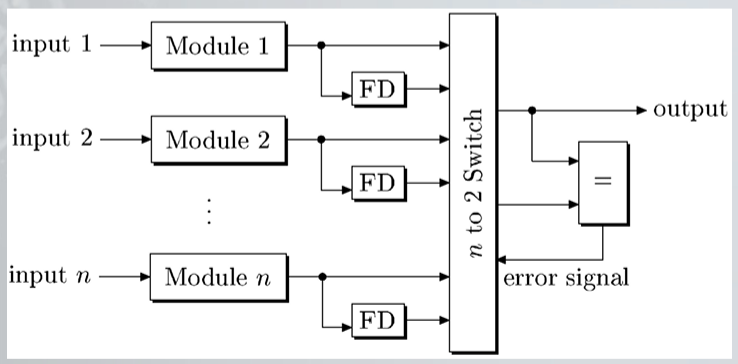 input 1
Module 1
FD
input 2
Module 2
FD
⋮
input n
Module n
FD
n to 2 Switch
output
=
error signal